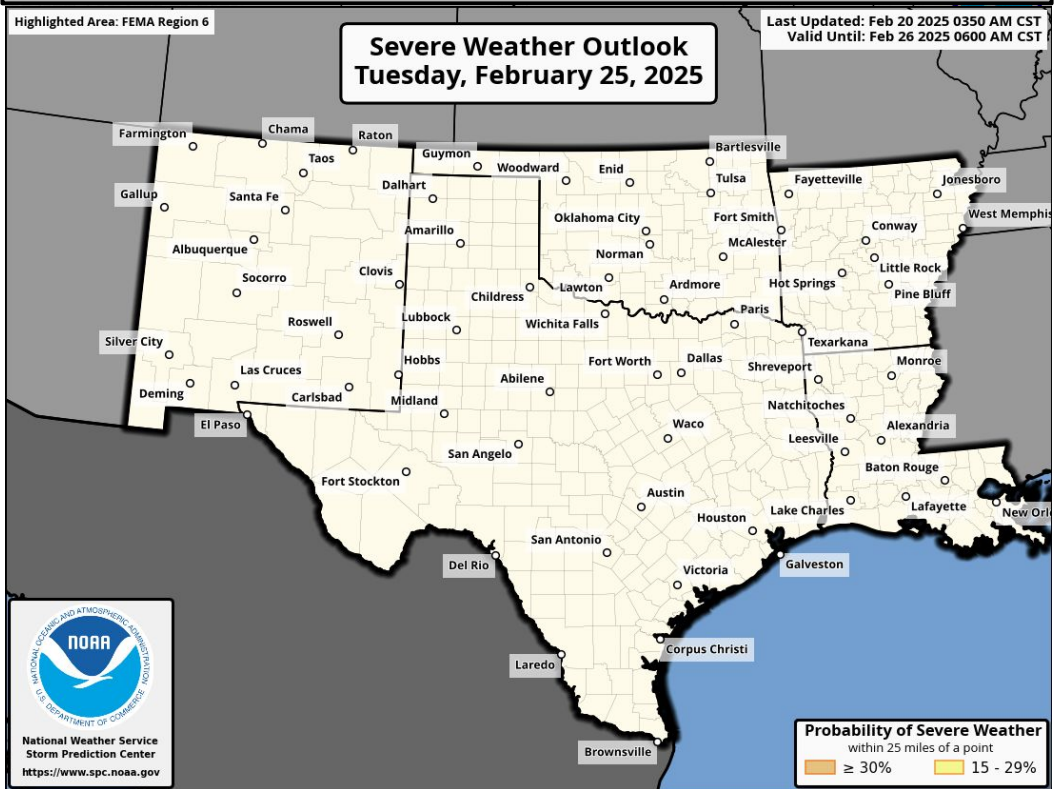 Highlighted Area: FEMA Region 6
Severe Weather Outlook
Tuesday, February 25, 2025
Last Updated: Feb 20 2025 0350 AM CST
Valid Until: Feb 26 2025 0600 AM CST
Farmington
Chama
Raton
Taos
Guymon
Woodward
Enid
Bartlesville
Tulsa
Fayetteville
Jonesboro
Gallup
Santa Fe
Dalhart
Oklahoma City
Fort Smith
Conway
West Memphis
Albuquerque
Amarillo
Norman
McAlester
Little Rock
Socorro
Clovis
Childress
Lawton
Ardmore
Hot Springs
Pine Bluff
Roswell
Lubbock
Wichita Falls
Paris
Texarkana
Silver City
Las Cruces
Hobbs
Fort Worth
Dallas
Shreveport
Monroe
Deming
Carlsbad
Midland
Abilene
Natchitoches
El Paso
Waco
Leesville
Alexandria
San Angelo
Baton Rouge
Fort Stockton
Austin
Houston
Lake Charles
Lafayette
New Orl
San Antonio
Del Rio
Victoria
Galveston
Laredo
Corpus Christi
Brownsville
NATIONAL OCEANIC AND ATMOSPHERIC ADMINISTRATION
NOAA
U.S. DEPARTMENT OF COMMERCE
National Weather Service
Storm Prediction Center
https://www.spc.noaa.gov
Probability of Severe Weather
within 25 miles of a point
≥ 30%
15 - 29%